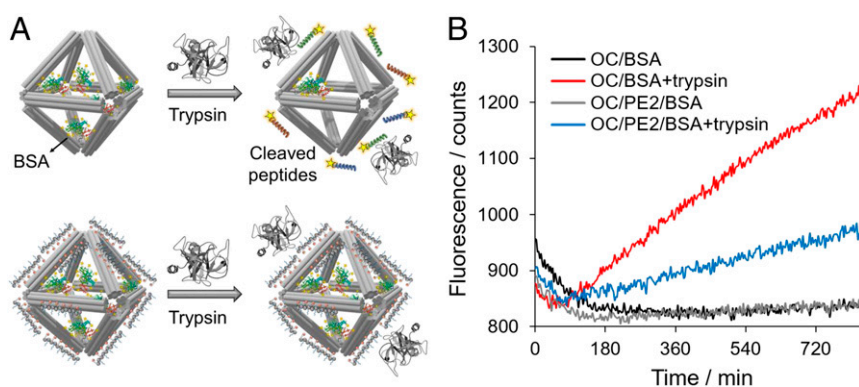 A
Trypsin
BSA
Cleaved
peptides
Trypsin
B
1300
1200
1100
1000
900
800
Fluorescence / counts
OC/BSA
OC/BSA+trypsin
OC/PE2/BSA
OC/PE2/BSA+trypsin
0
180
360
540
720
Time / min